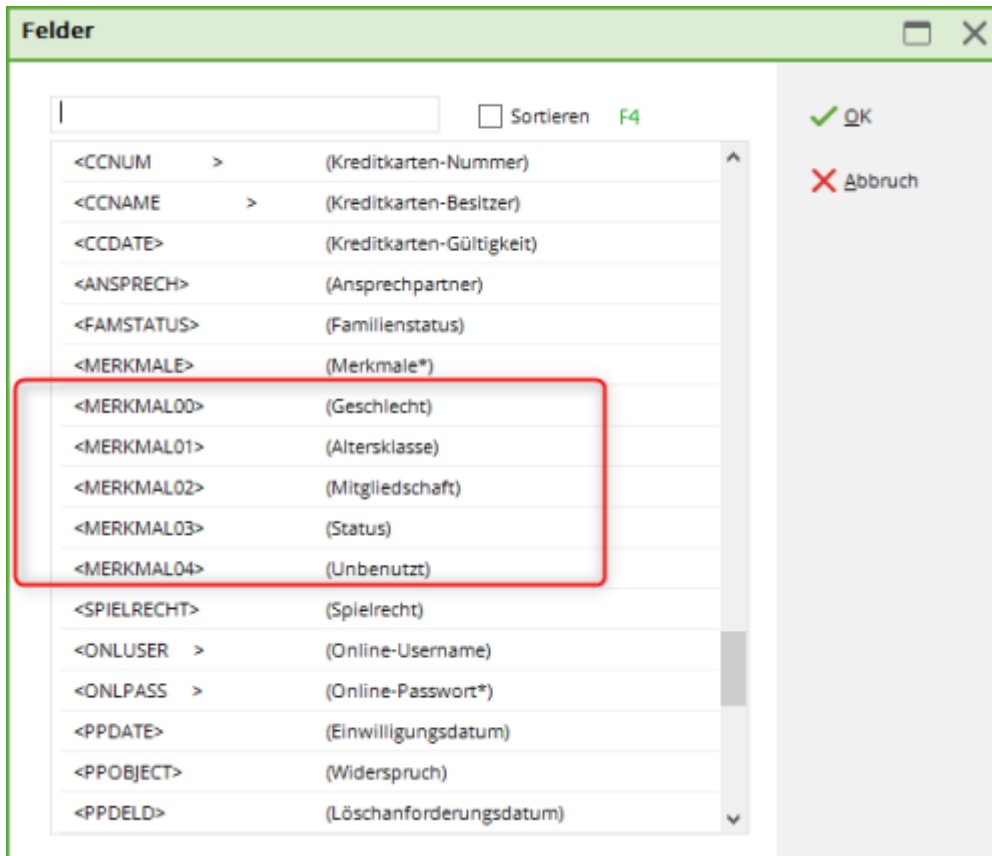 Felder
Sortieren F4
OK
Abbruch
<CCNUM > (Kreditkarten-Nummer)
<CCNAME > (Kreditkarten-Besitzer)
<CCDATE> (Kreditkarten-Gültigkeit)
<ANSPRECH> (Ansprechpartner)
<FAMSTATUS> (Familienstatus)
<MERKMALE> (Merkmale*)
<MERKMAL00> (Geschlecht)
<MERKMAL01> (Altersklasse)
<MERKMAL02> (Mitgliedschaft)
<MERKMAL03> (Status)
<MERKMAL04> (Unbenutzt)
<SPIELRECHT> (Spielrecht)
<ONLUSER > (Online-Username)
<ONLPASS > (Online-Passwort*)
<PPDATE> (Einwilligungsdatum)
<PPOBJECT> (Widerspruch)
<PPDELD> (Löschanforderungsdatum)